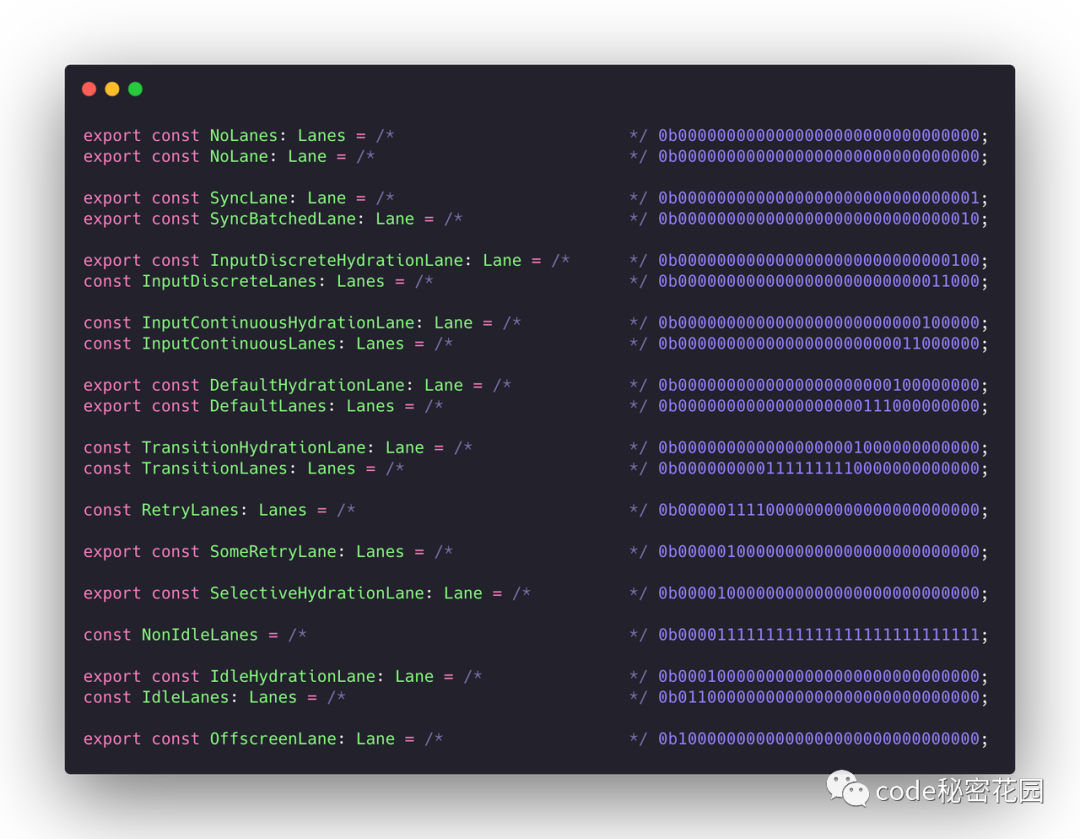 export const NoLanes: Lanes = /*                        */ 0b0000000000000000000000000000000;
export const NoLane: Lane = /*                          */ 0b0000000000000000000000000000000;
export const SyncLane: Lane = /*                        */ 0b0000000000000000000000000000001;
export const SyncBatchedLane: Lane = /*                 */ 0b0000000000000000000000000000010;
export const InputDiscreteHydrationLane: Lane = /*      */ 0b0000000000000000000000000000100;
const InputDiscreteLanes: Lanes = /*                    */ 0b0000000000000000000000000011000;
const InputContinuousHydrationLane: Lane = /*           */ 0b0000000000000000000000000100000;
const InputContinuousLanes: Lanes = /*                  */ 0b0000000000000000000000011000000;
export const DefaultHydrationLane: Lane = /*            */ 0b0000000000000000000000100000000;
export const DefaultLanes: Lanes = /*                   */ 0b0000000000000000000111000000000;
const TransitionHydrationLane: Lane = /*                */ 0b0000000000000000001000000000000;
const TransitionLanes: Lanes = /*                       */ 0b0000000001111111110000000000000;
const RetryLanes: Lanes = /*                            */ 0b0000011110000000000000000000000;
export const SomeRetryLane: Lanes = /*                  */ 0b0000010000000000000000000000000;
export const SelectiveHydrationLane: Lane = /*          */ 0b0000100000000000000000000000000;
const NonIdleLanes = /*                                 */ 0b0000111111111111111111111111111;
export const IdleHydrationLane: Lane = /*               */ 0b0001000000000000000000000000000;
const IdleLanes: Lanes = /*                             */ 0b0110000000000000000000000000000;
export const OffscreenLane: Lane = /*                   */ 0b1000000000000000000000000000000;
code秘密花园